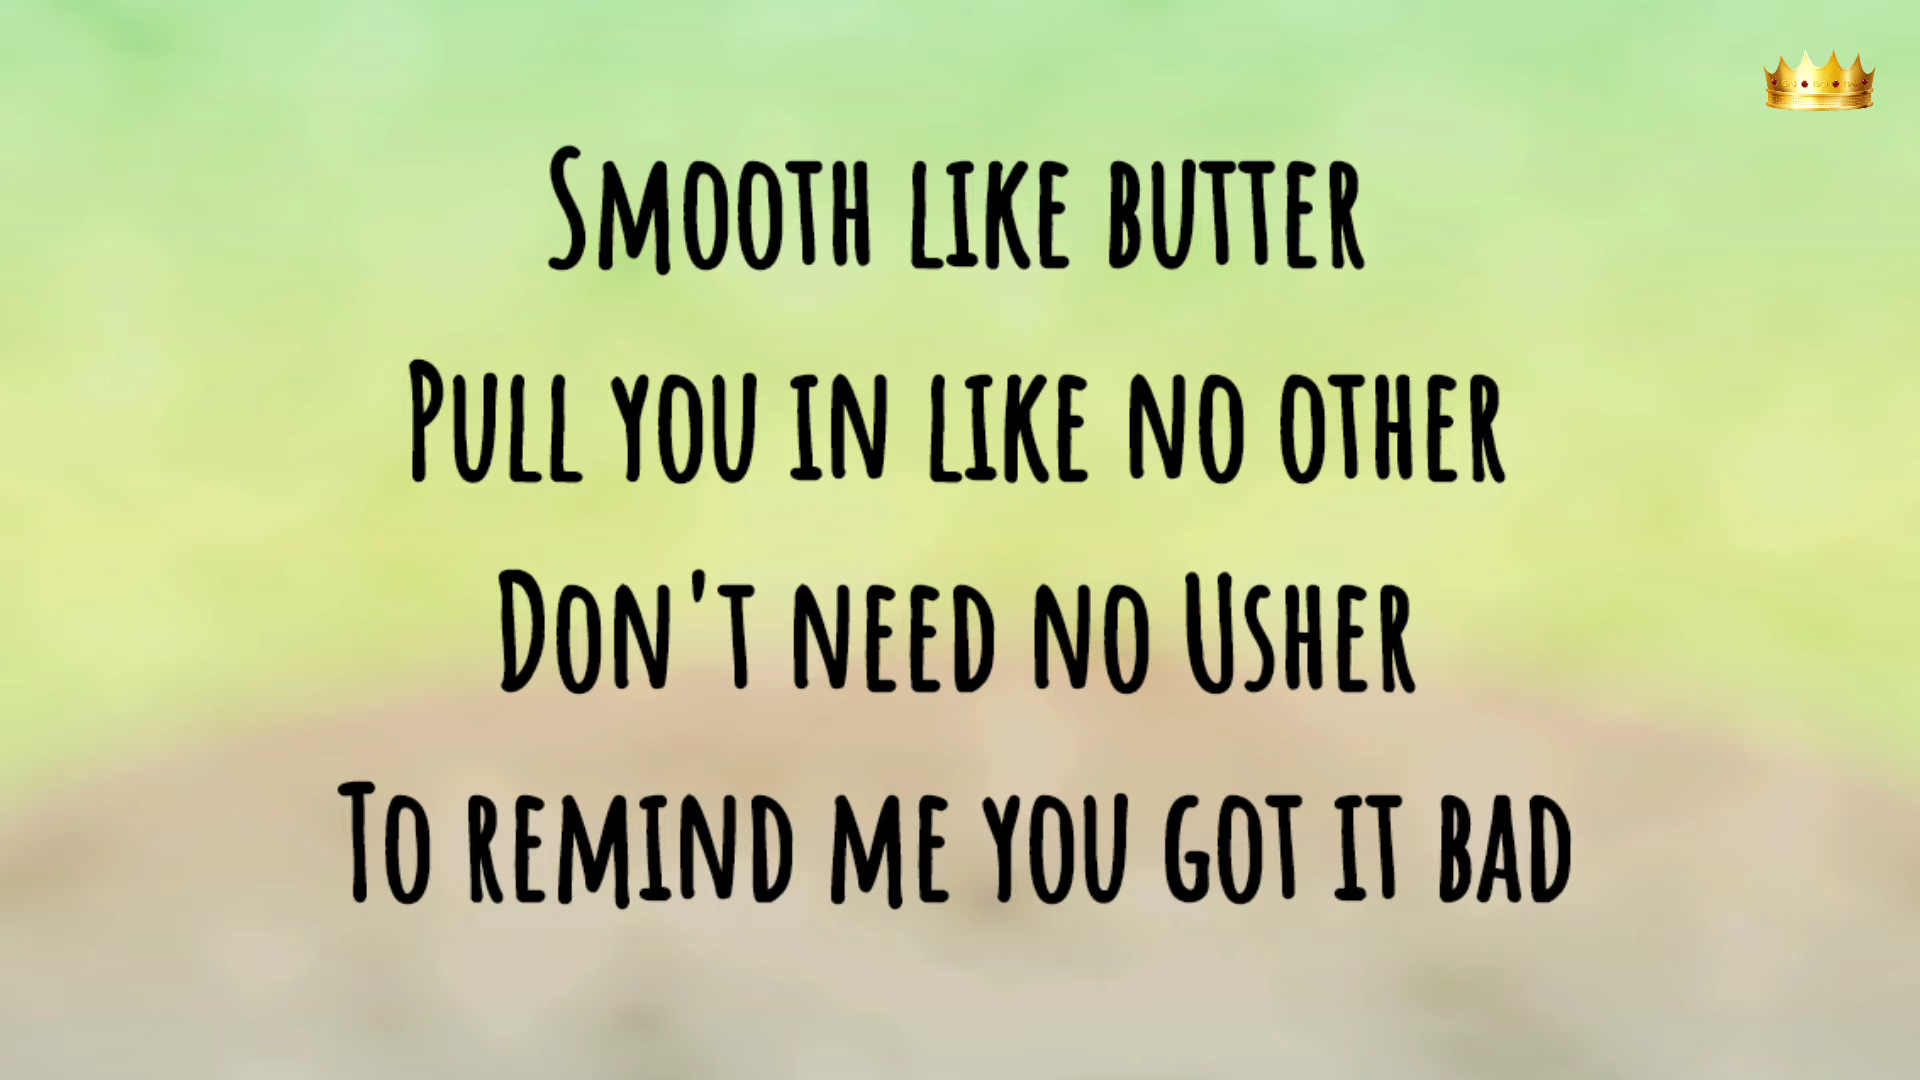 Smooth like butter
Pull you in like no other
Don't need no Usher
To remind me you got it bad